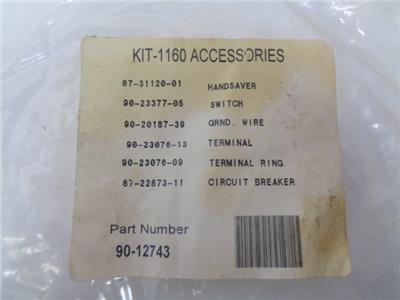 KIT-1160 ACCESSORIES
87-31120-01 HANDSAVER
90-23377-05 SWITCH
90-20187-39 GRND. WIRE
90-23076-13 TERMINAL
90-23076-09 TERMINAL RING
87-22873-11 CIRCUIT BREAKER
Part Number
90-12743